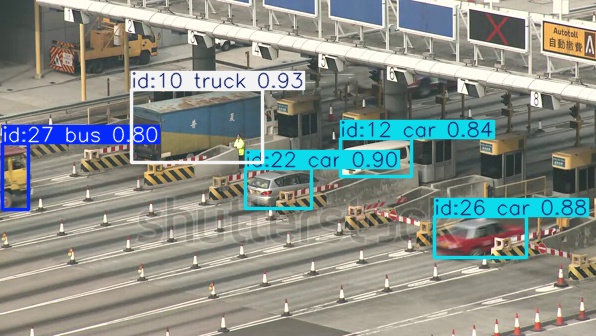 Autotoll
自動繳費
id:10 truck 0.93
id:27 bus 0.80
id:12 car 0.84
id:22 car 0.90
id:26 car 0.88
shutterstock